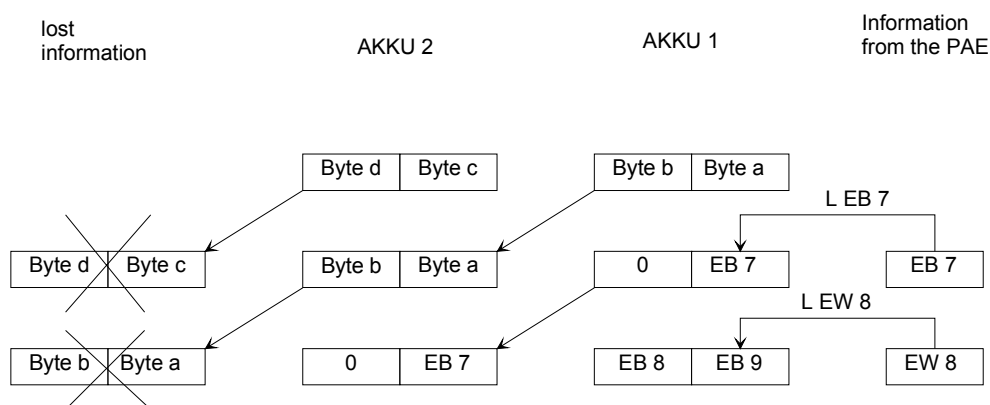 lost
information
AKKU 2
AKKU 1
Information
from the PAE
Byte d Byte c
Byte b Byte a
L EB 7
Byte d Byte c
Byte b Byte a
0 EB 7
EB 7
L EW 8
Byte b Byte a
0 EB 7
EB 8 EB 9
EW 8